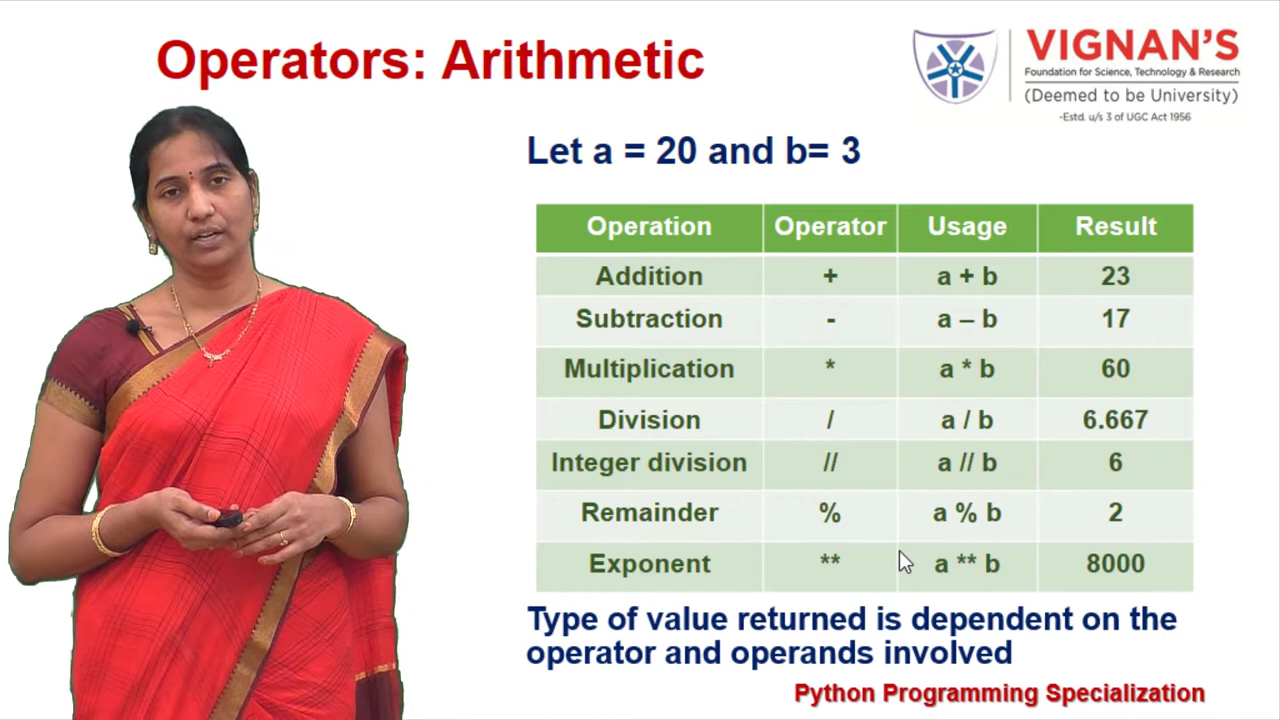 Operators: Arithmetic
VIGNAN'S
Foundation for Science, Technology & Research
(Deemed to be University)
-Estd. u/s 3 of UGC Act 1956
Let a = 20 and b= 3
Operation Operator Usage Result
Addition + a + b 23
Subtraction - a – b 17
Multiplication * a * b 60
Division / a / b 6.667
Integer division // a // b 6
Remainder % a % b 2
Exponent ** a ** b 8000
Type of value returned is dependent on the
operator and operands involved
Python Programming Specialization